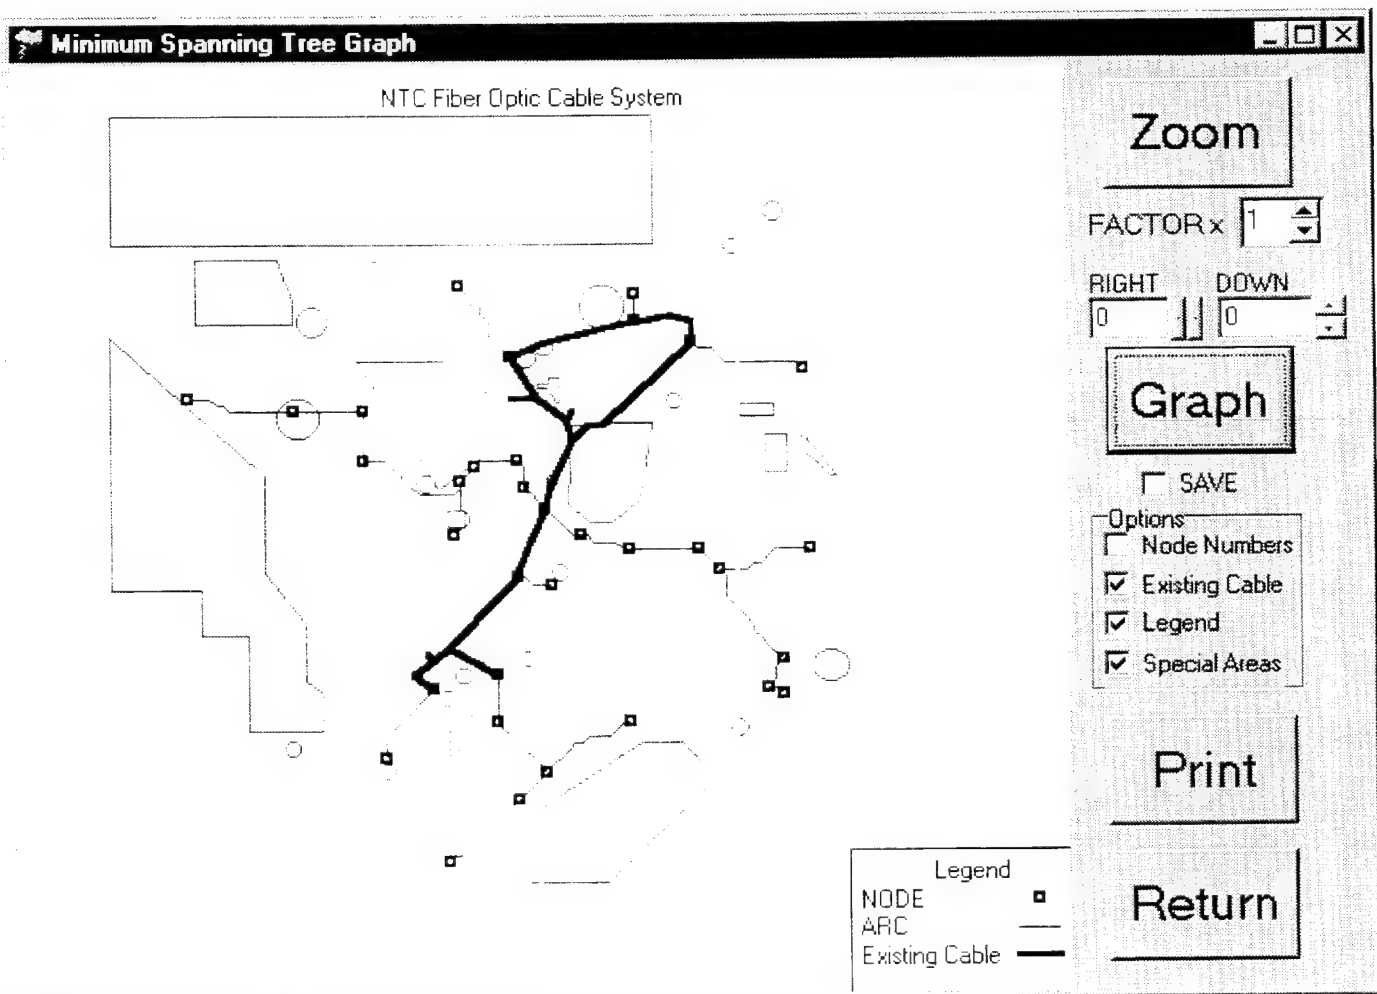 Minimum Spanning Tree Graph
NTC Fiber Optic Cable System
Zoom
FACTOR x 1
RIGHT DOWN
0 0
Graph
SAVE
Options
Node Numbers
Existing Cable
Legend
Special Areas
Print
Return
Legend
NODE
ARC
Existing Cable